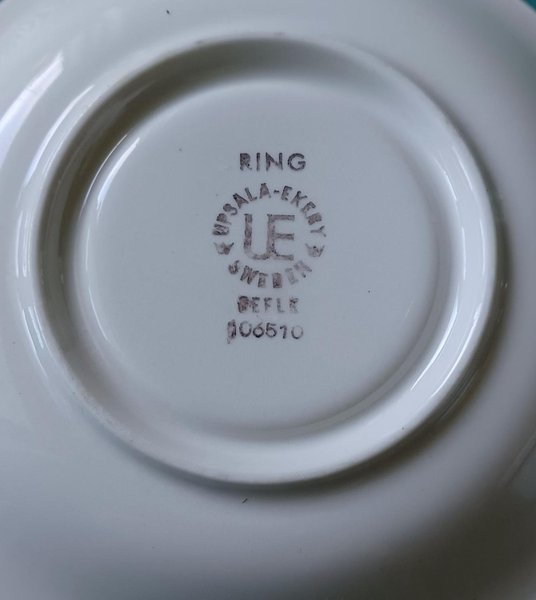 RING
UPSALA-EKEBY
UE
SWEDEN
GEFLE
106510